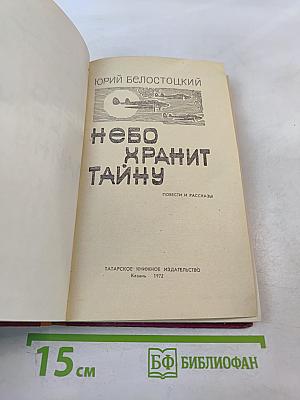 ЮРИЙ БЕЛОСТОЦКИЙ
НЕБО
ХРАНИТ
ТАЙНУ
ПОВЕСТИ И РАССКАЗЫ
ТАТАРСКОЕ КНИЖНОЕ ИЗДАТЕЛЬСТВО
Казань 1972
15 см
БФ БИБЛИОФАН